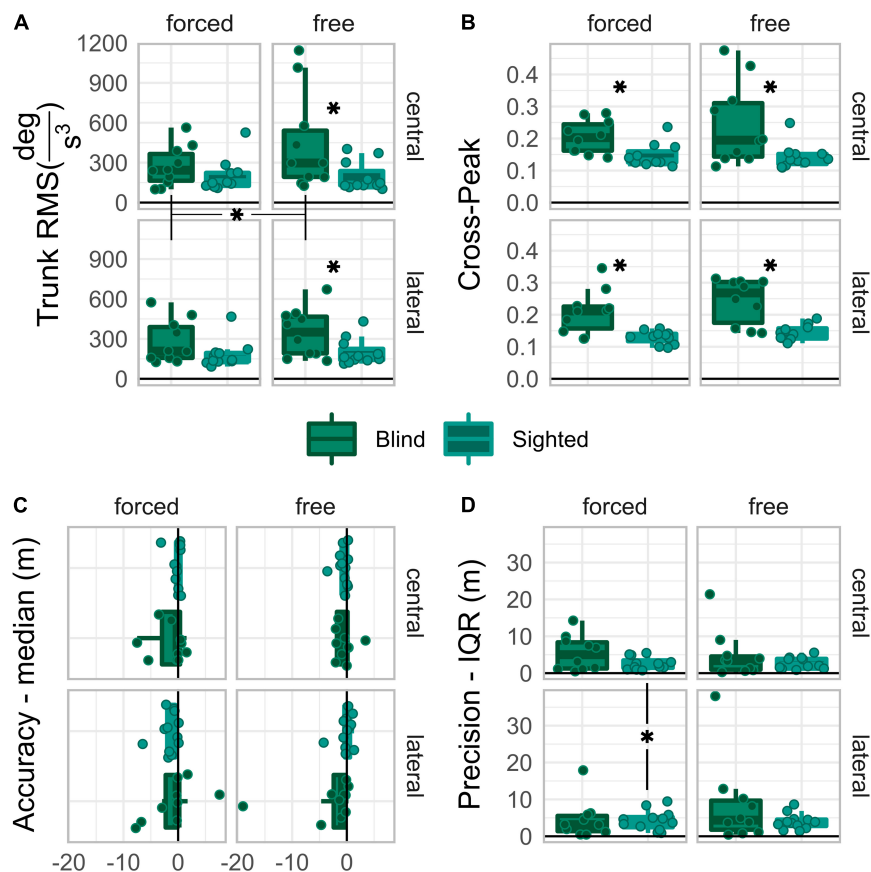 A
forced
free
B
forced
free
Trunk RMS(deg/s³)
1200
900
600
300
0
*
central
*
900
600
300
0
*
lateral
Cross-Peak
0.4
0.3
0.2
0.1
0.0
*
*
central
0.4
0.3
0.2
0.1
0.0
*
*
lateral
Blind
Sighted
C
forced
free
D
forced
free
Accuracy - median (m)
central
lateral
-20
-10
0
-20
-10
0
Precision - IQR (m)
30
20
10
0
central
*
30
20
10
0
lateral